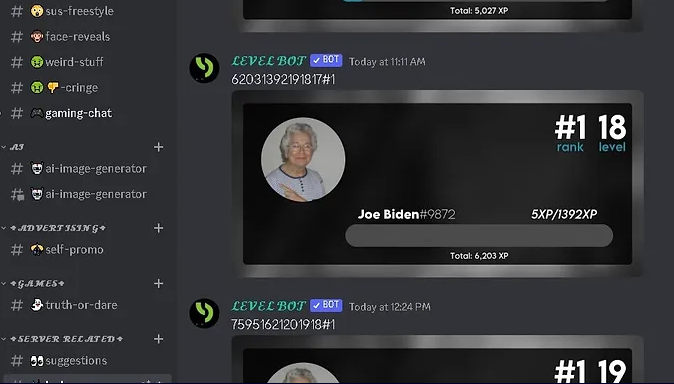 sus-freestyle
face-reveals
weird-stuff
-cringe
gaming-chat
AI
ai-image-generator
ai-image-generator
✦ADVERTISING✦
self-promo
✦GAMES✦
truth-or-dare
✦SERVER RELATED✦
suggestions
Total: 5,027 XP
LEVEL BOT ✓ BOT Today at 11:11 AM
62031392191817#1
#1 18
rank level
Joe Biden#9872 5XP/1392XP
Total: 6,203 XP
LEVEL BOT ✓ BOT Today at 12:24 PM
75951621201918#1
#1 19